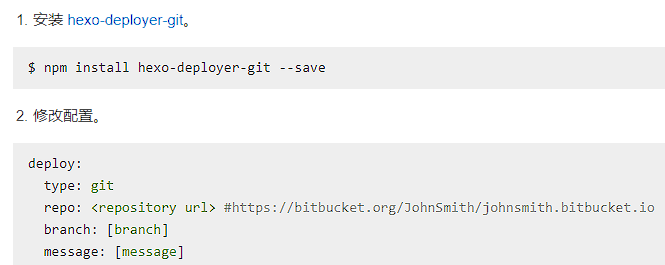 1. 安装 hexo-deployer-git。
$ npm install hexo-deployer-git --save
2. 修改配置。
deploy:
  type: git
  repo: <repository url> #https://bitbucket.org/JohnSmith/johnsmith.bitbucket.io
  branch: [branch]
  message: [message]